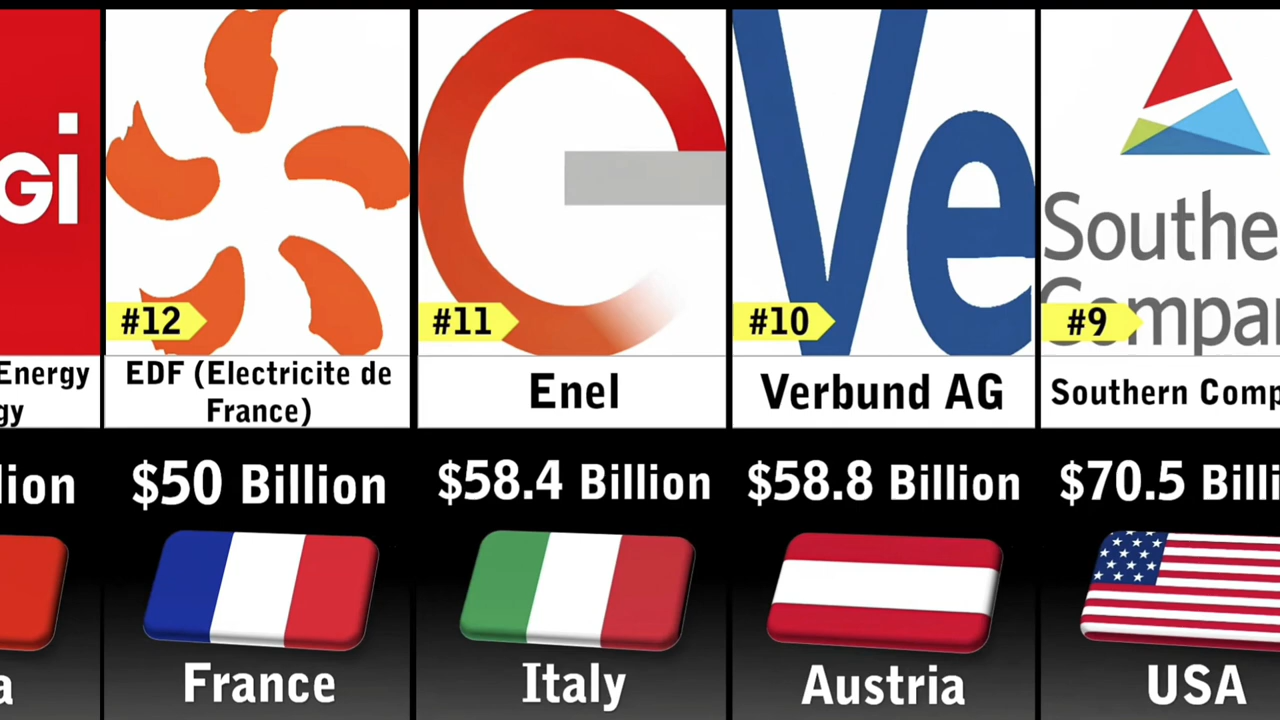 Gi
Energy
gy
lion
a
#12
EDF (Electricite de
France)
$50 Billion
France
#11
Enel
$58.4 Billion
Italy
Ve
#10
Verbund AG
$58.8 Billion
Austria
Southe
Compa
#9
Southern Comp
$70.5 Billi
USA